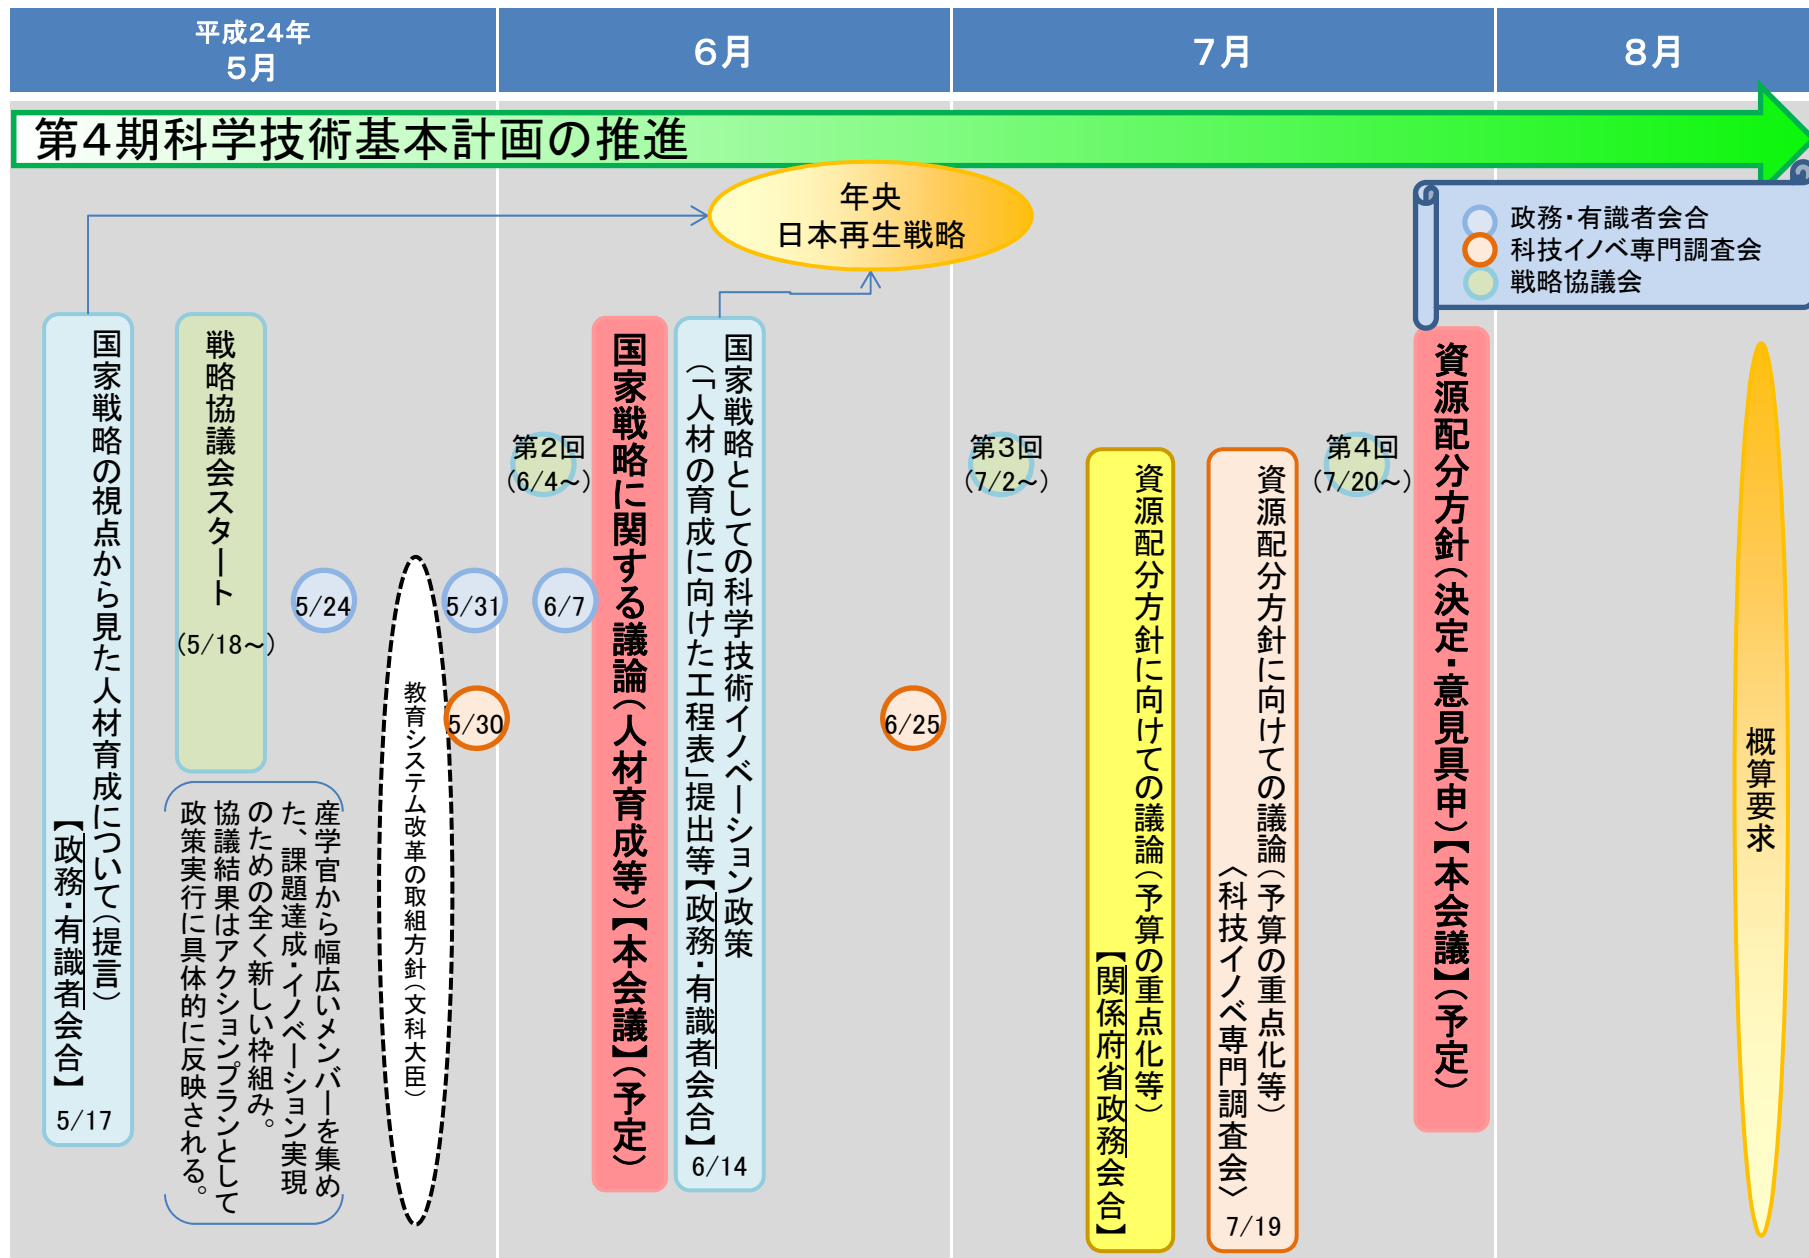 平成24年
5月
6月
7月
8月
第4期科学技術基本計画の推進
年央
日本再生戦略
政務・有識者会合
科技イノベ専門調査会
戦略協議会
国家戦略の視点から見た人材育成について（提言）
【政務・有識者会合】
5/17
戦略協議会スタート
（5/18～）
産学官から幅広いメンバーを集め
た、課題達成・イノベーション実現
のための全く新しい枠組み。
協議結果はアクションプランとして
政策実行に具体的に反映される。
5/24
教育システム改革の取組方針（文科大臣）
5/31
5/30
第2回
（6/4～）
6/7
国家戦略に関する議論（人材育成等）【本会議】（予定）
国家戦略としての科学技術イノベーション政策
（「人材の育成に向けた工程表」提出等【政務・有識者会合】
6/14
6/25
第3回
（7/2～）
資源配分方針に向けての議論（予算の重点化等）
【関係府省政務会合】
資源配分方針に向けての議論（予算の重点化等）
〈科技イノベ専門調査会〉
7/19
第4回
（7/20～）
資源配分方針（決定・意見具申）【本会議】（予定）
概算要求